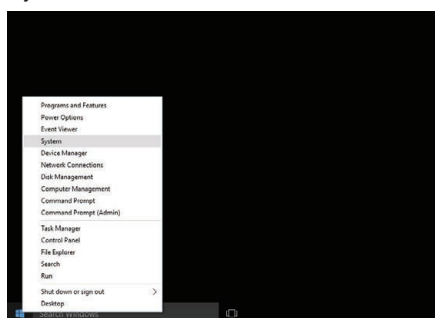 Programs and Features
Power Options
Event Viewer
System
Device Manager
Network Connections
Disk Management
Computer Management
Command Prompt
Command Prompt (Admin)
Task Manager
Control Panel
File Explorer
Search
Run
Shut down or sign out
Desktop
Search Windows